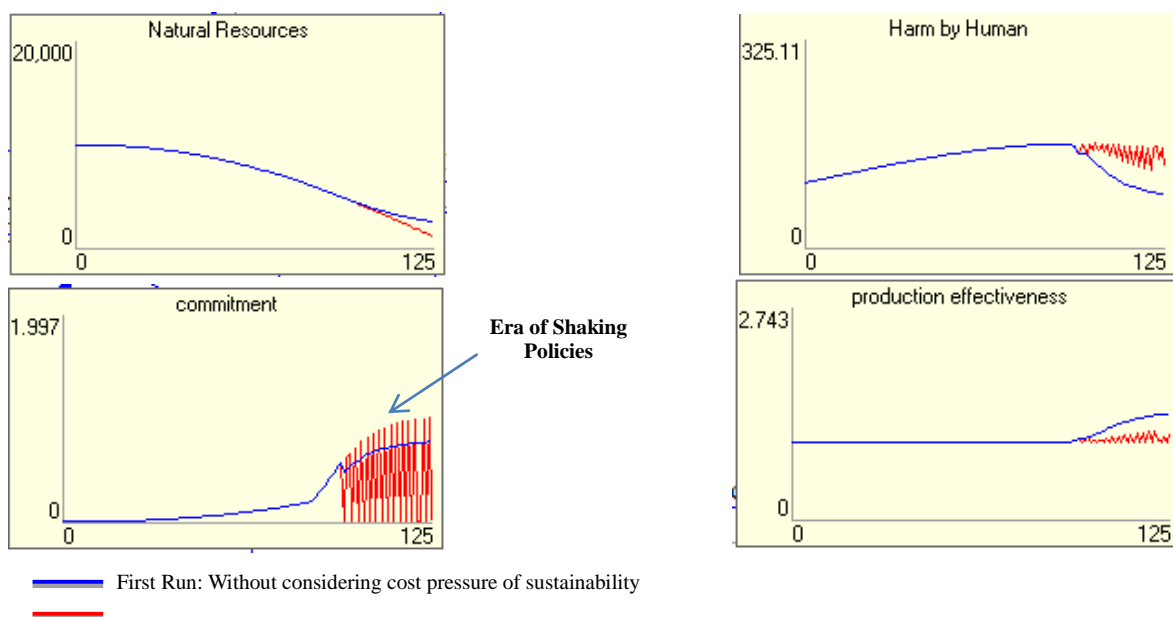 Natural Resources
20,000
0
0 125
Harm by Human
325.11
0
0 125
commitment
1.997
0
0 125
Era of Shaking
Policies
production effectiveness
2.743
0
0 125
First Run: Without considering cost pressure of sustainability